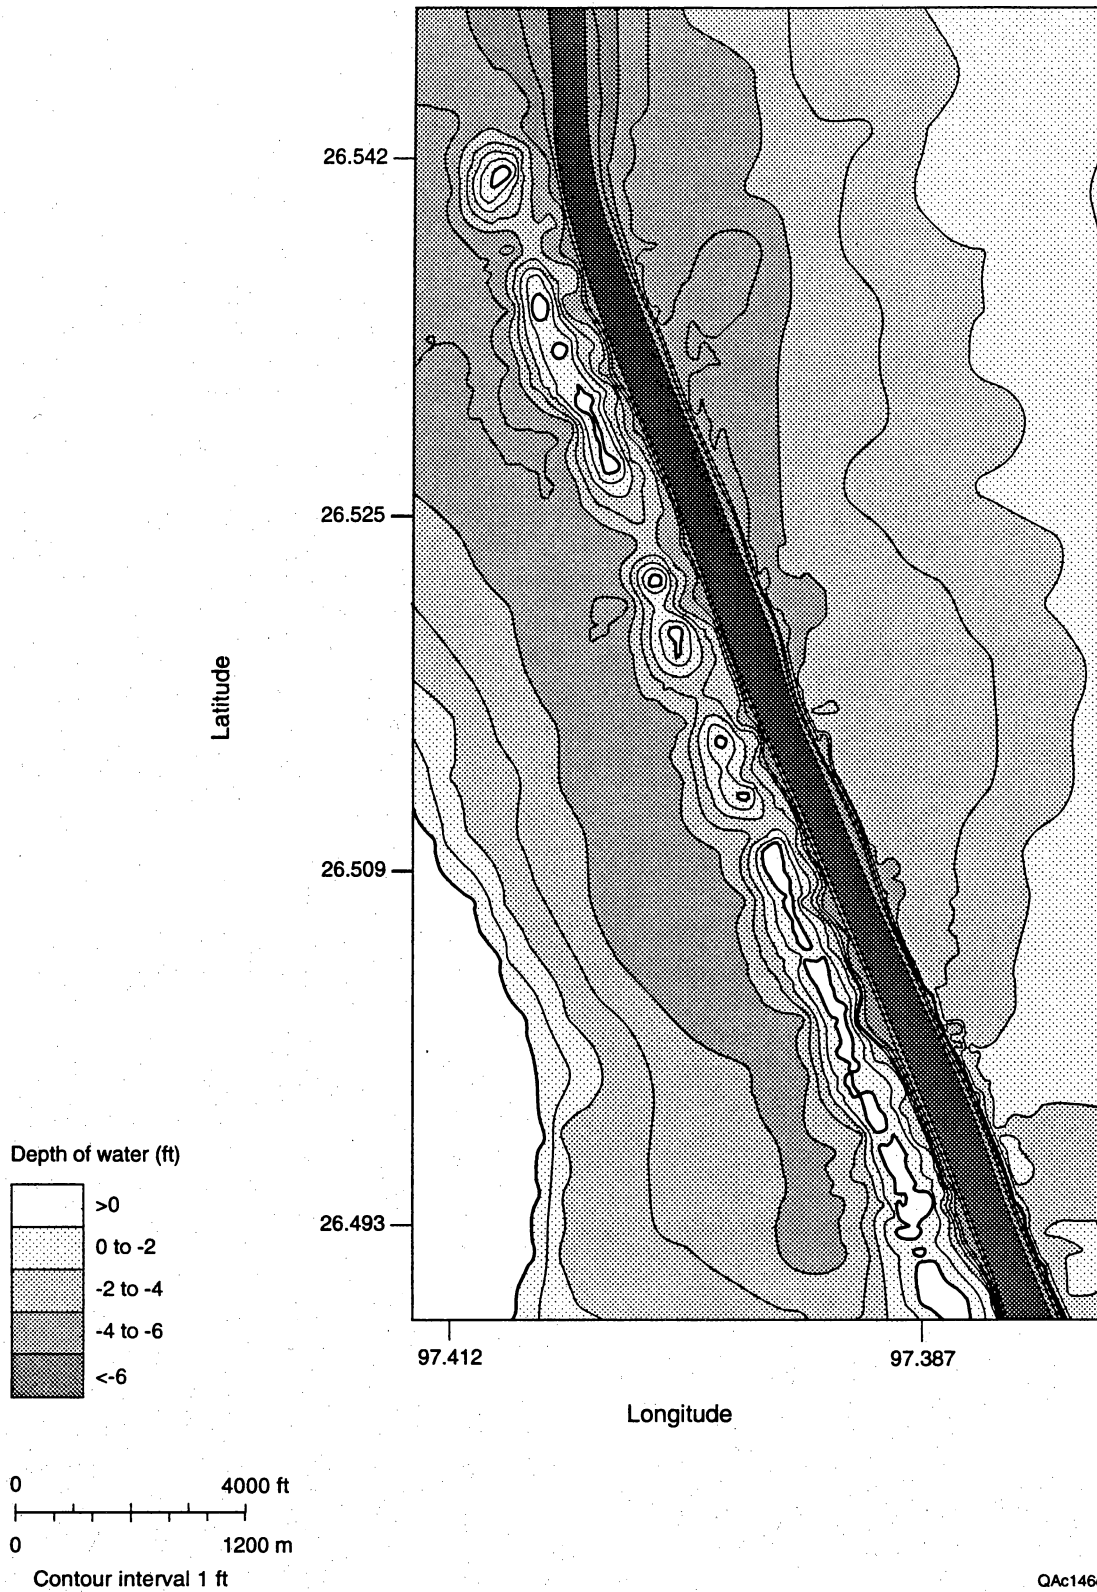 26.542
26.525
26.509
26.493
Latitude
97.412
97.387
Longitude
Depth of water (ft)
>0
0 to -2
-2 to -4
-4 to -6
<-6
0 4000 ft
0 1200 m
Contour interval 1 ft